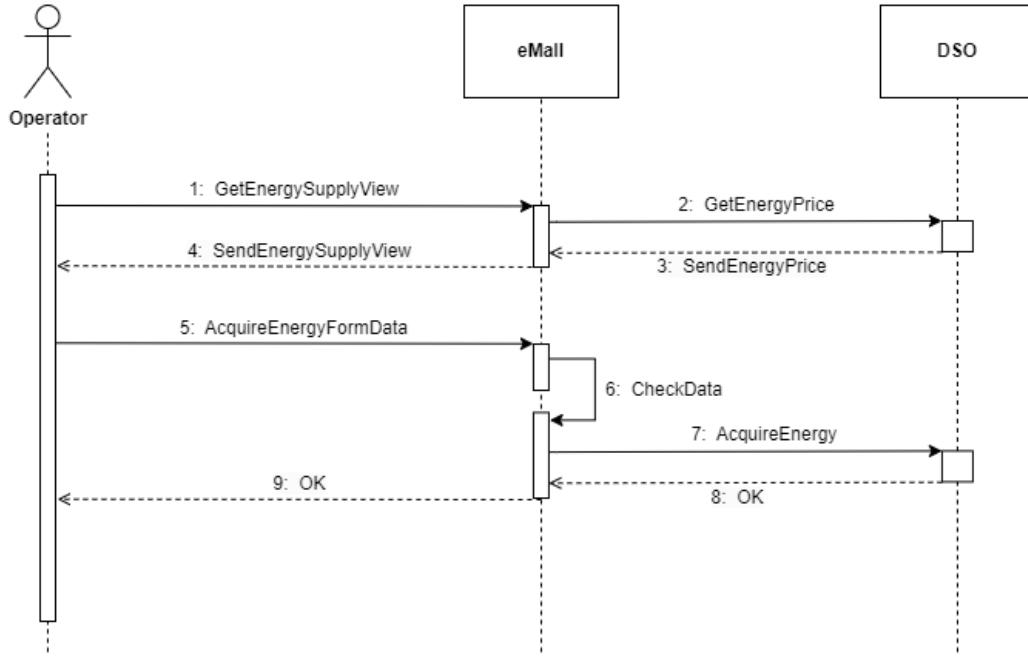 Operator
eMall
DSO
1: GetEnergySupplyView
2: GetEnergyPrice
3: SendEnergyPrice
4: SendEnergySupplyView
5: AcquireEnergyFormData
6: CheckData
7: AcquireEnergy
8: OK
9: OK